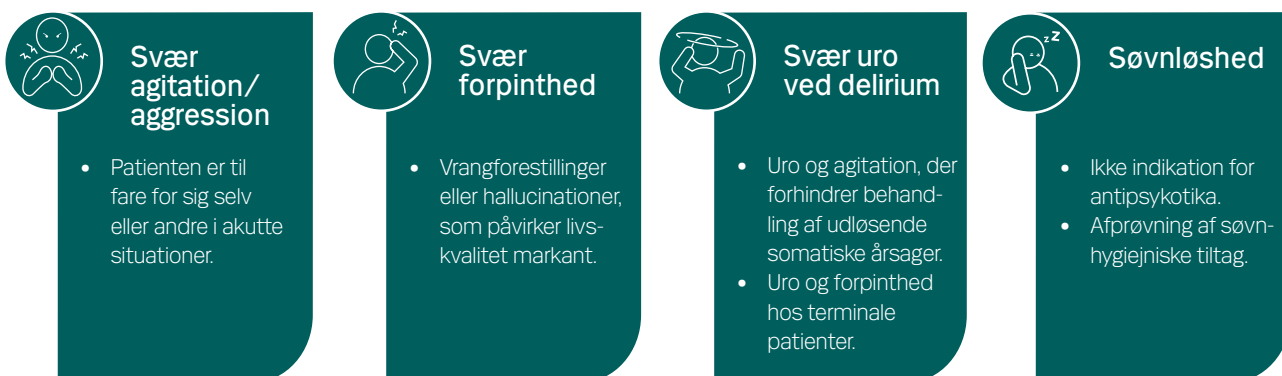 Svær
agitation/
aggression
• Patienten er til
fare for sig selv
eller andre i akutte
situationer.
Svær
forpinthed
• Vrangforestillinger
eller hallucinationer,
som påvirker livs-
kvalitet markant.
Svær uro
ved delirium
• Uro og agitation, der
forhindrer behand-
ling af udløsende
somatiske årsager.
• Uro og forpinthed
hos terminale
patienter.
z z
Søvnløshed
• Ikke indikation for
antipsykotika.
• Afprøvning af søvn-
hygiejniske tiltag.